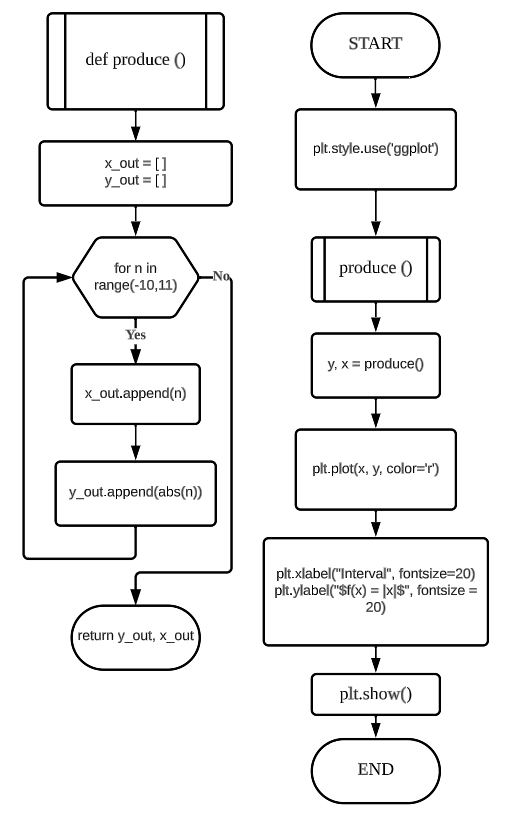 def produce ()
x_out = [ ]
y_out = [ ]
for n in
range(-10,11)
No
Yes
x_out.append(n)
y_out.append(abs(n))
return y_out, x_out
START
plt.style.use('ggplot')
produce ()
y, x = produce()
plt.plot(x, y, color='r')
plt.xlabel("Interval", fontsize=20)
plt.ylabel("$f(x) = |x|$", fontsize =
20)
plt.show()
END